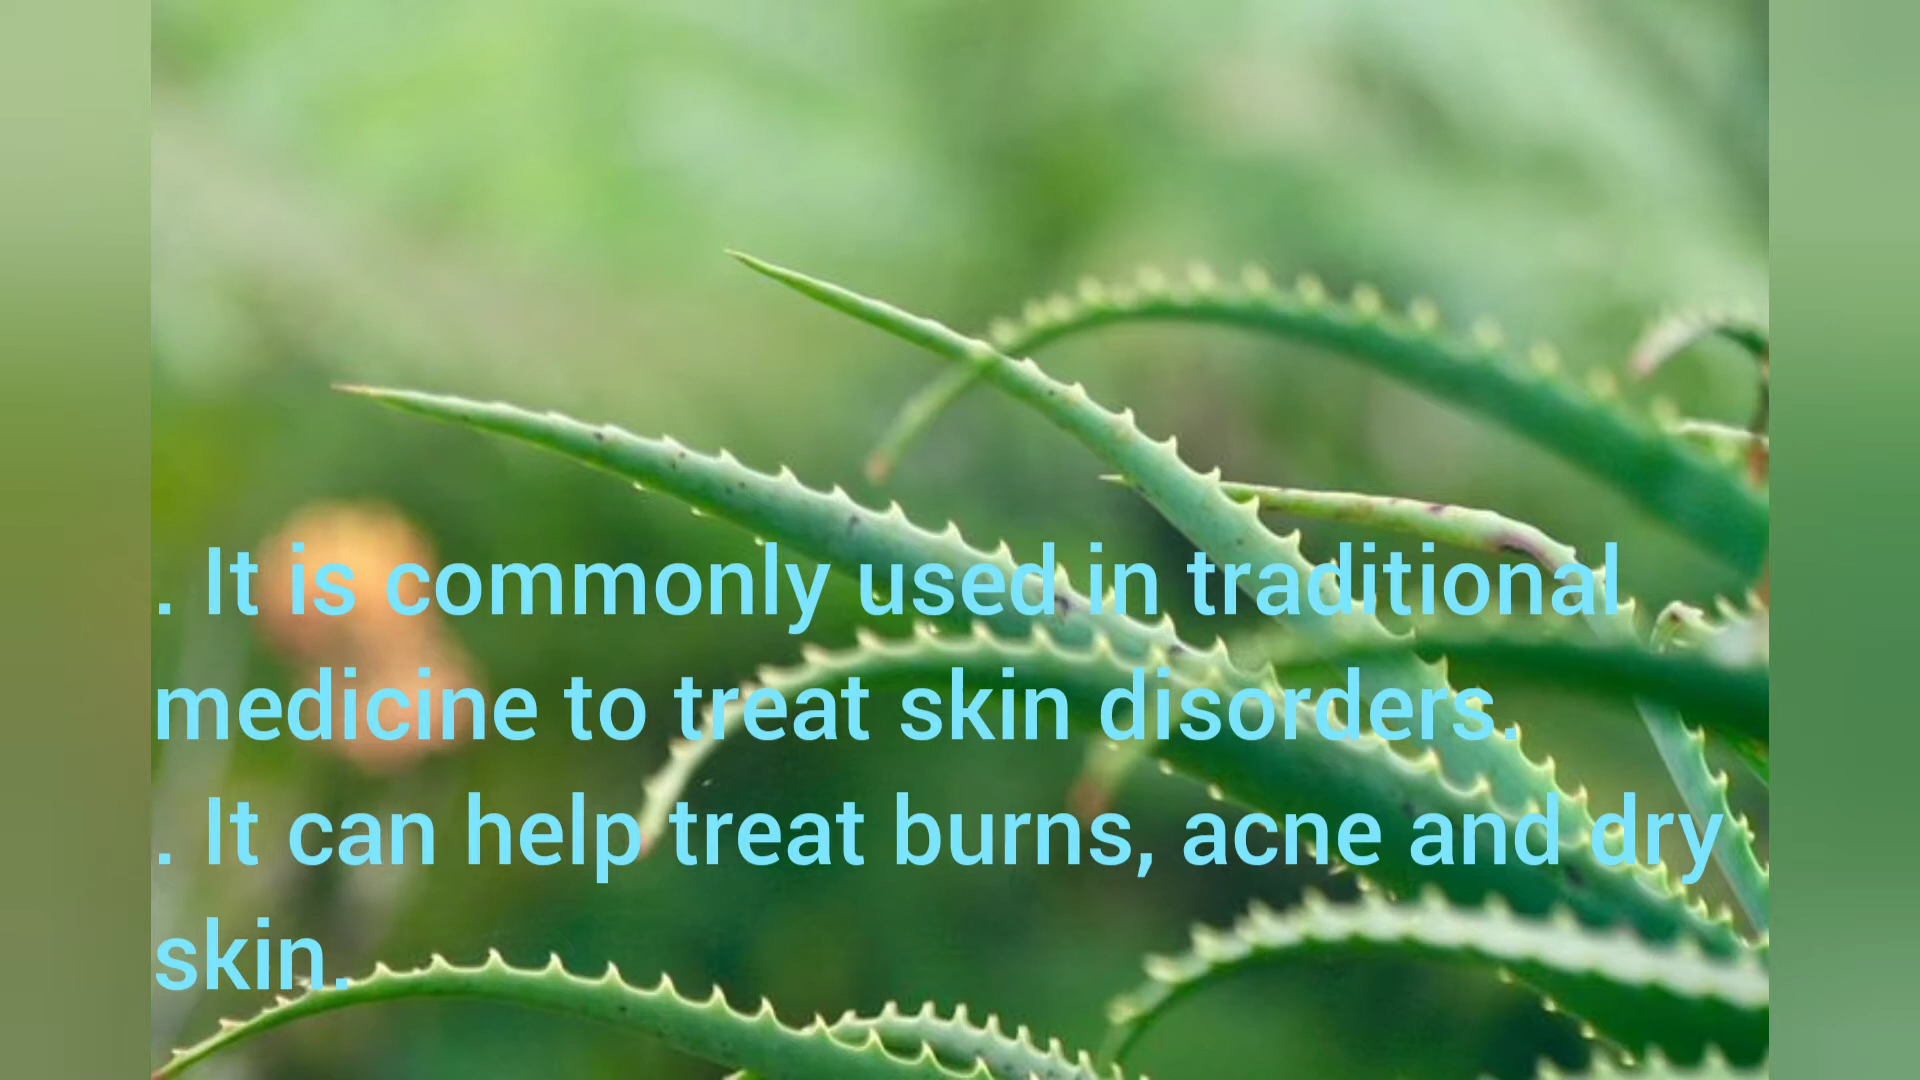 . It is commonly used in traditional
medicine to treat skin disorders.
. It can help treat burns, acne and dry
skin.